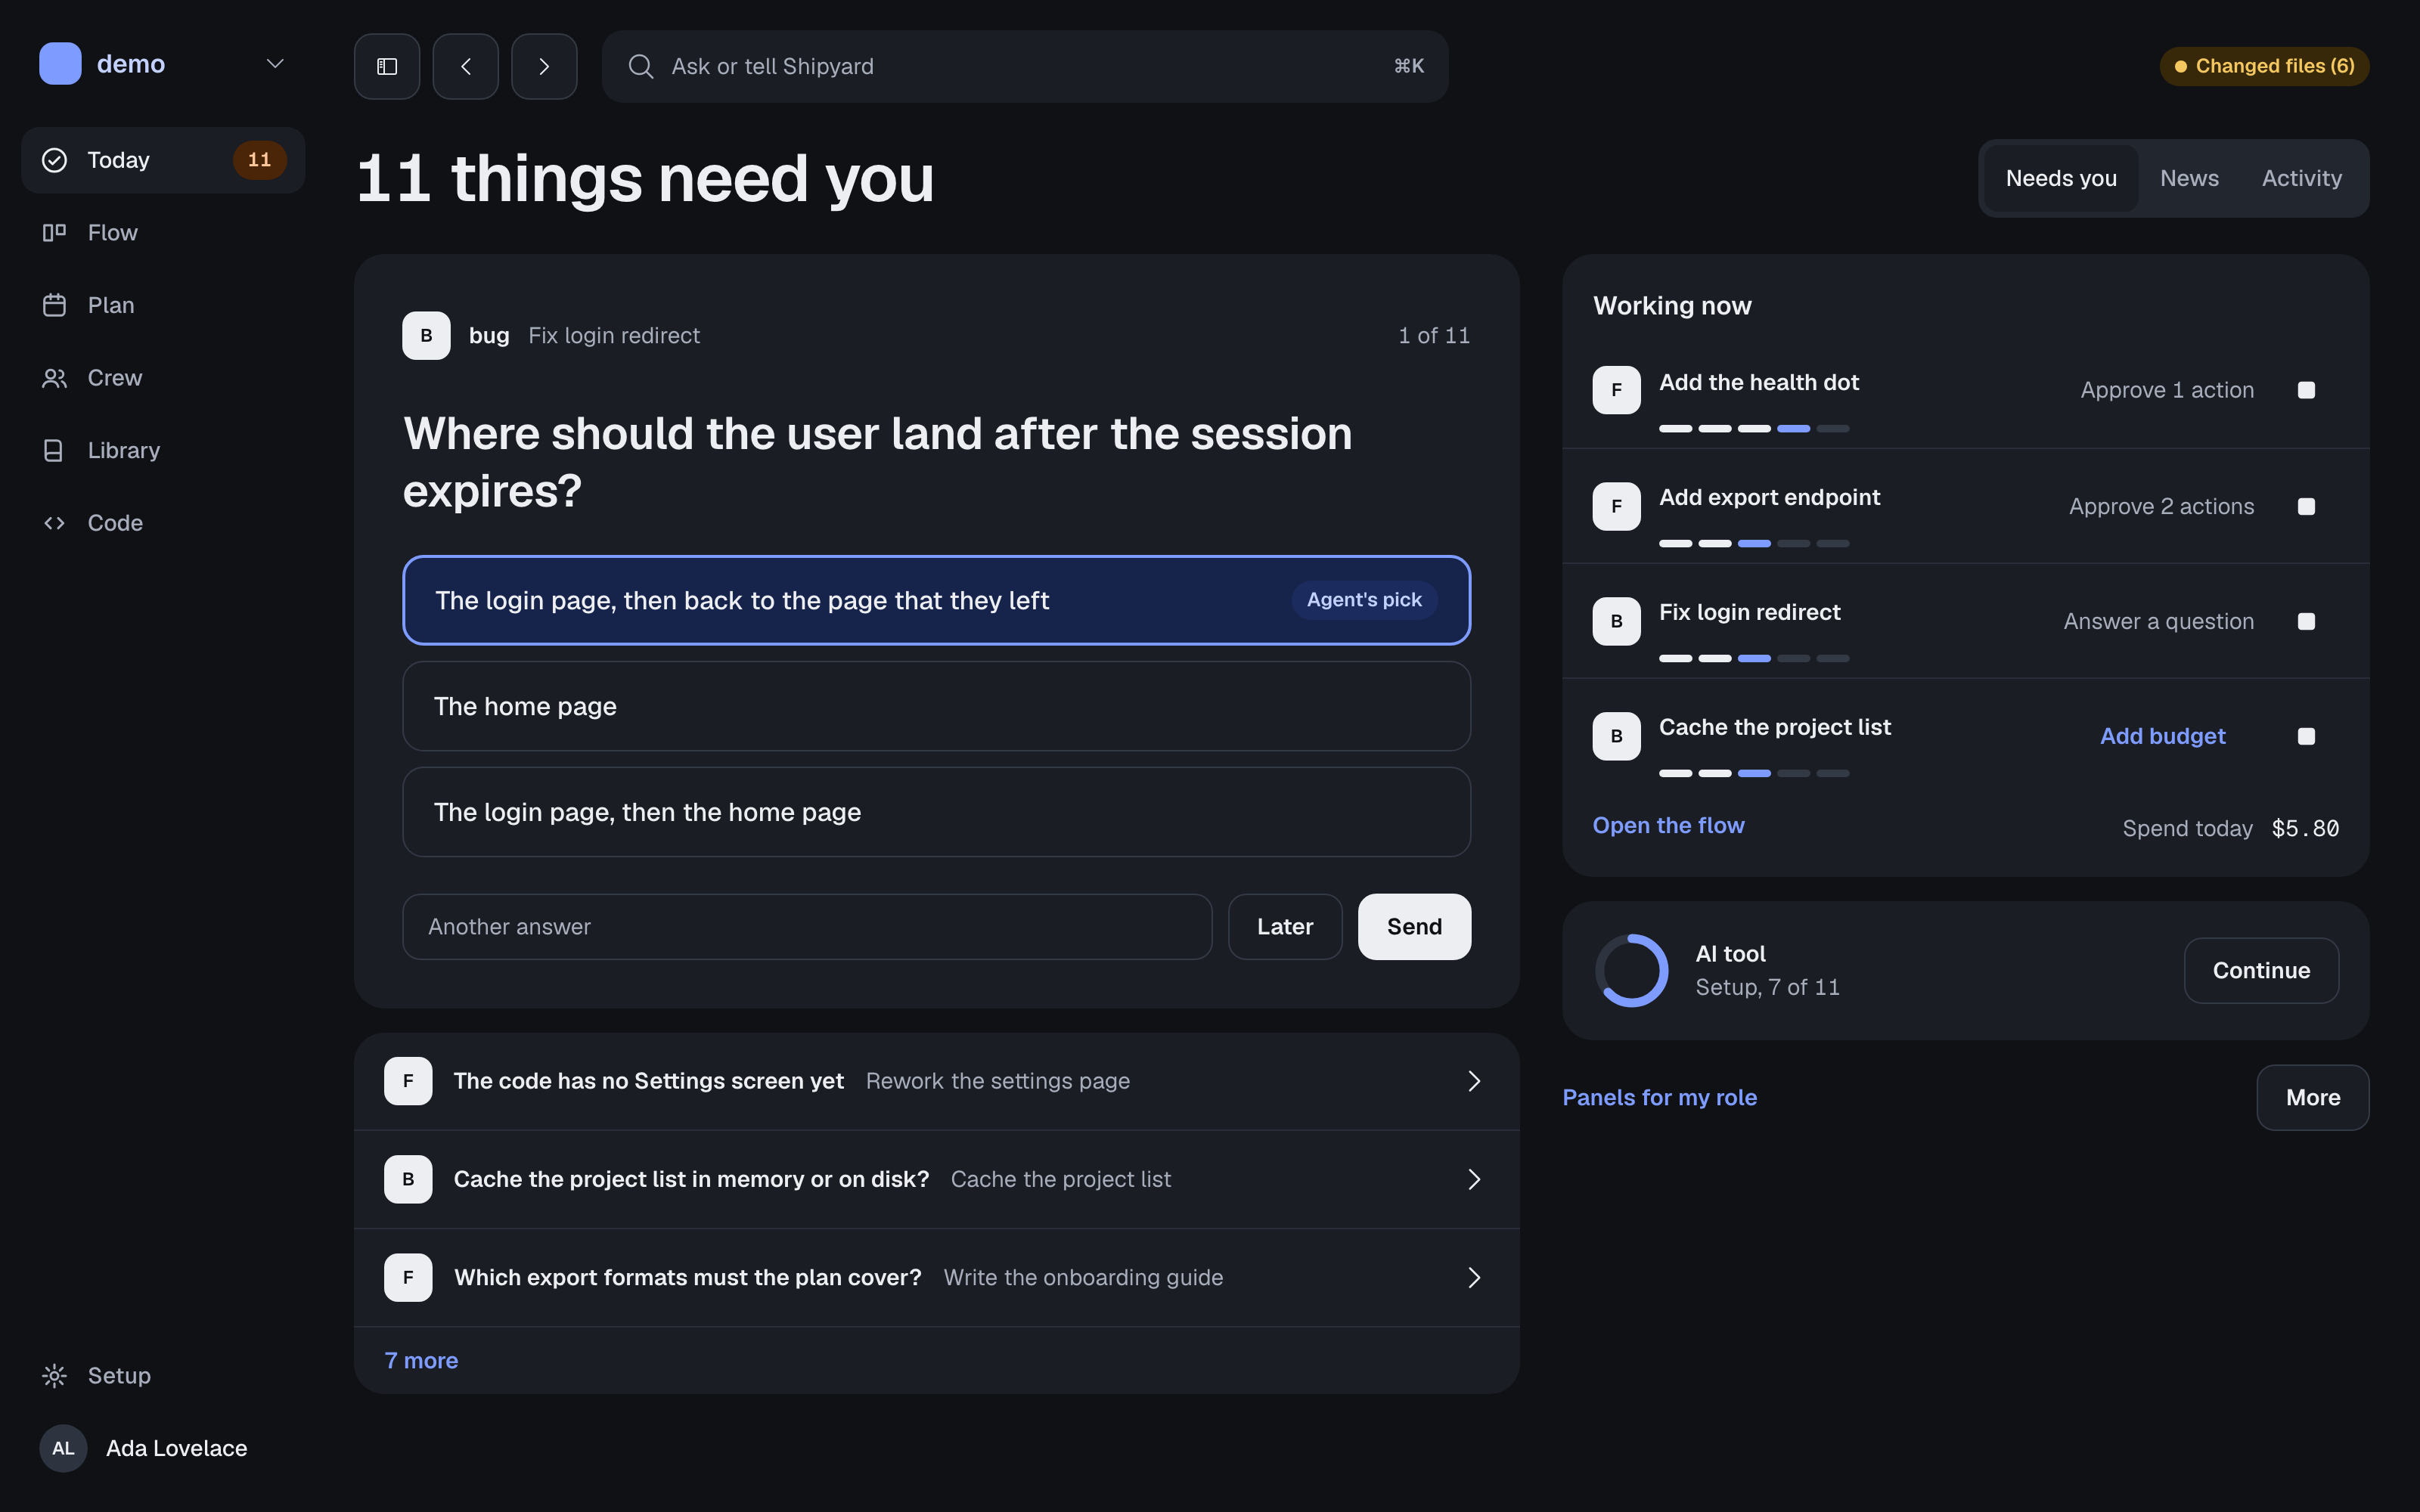 demo
Ask or tell Shipyard ⌘K
Changed files (6)
Today 11
Flow
Plan
Crew
Library
Code
Setup
AL Ada Lovelace
11 things need you
Needs you News Activity
B bug Fix login redirect 1 of 11
Where should the user land after the session
expires?
The login page, then back to the page that they left Agent's pick
The home page
The login page, then the home page
Another answer Later Send
F The code has no Settings screen yet Rework the settings page
B Cache the project list in memory or on disk? Cache the project list
F Which export formats must the plan cover? Write the onboarding guide
7 more
Working now
F Add the health dot Approve 1 action
F Add export endpoint Approve 2 actions
B Fix login redirect Answer a question
B Cache the project list Add budget
Open the flow Spend today $5.80
AI tool
Setup, 7 of 11
Continue
Panels for my role More